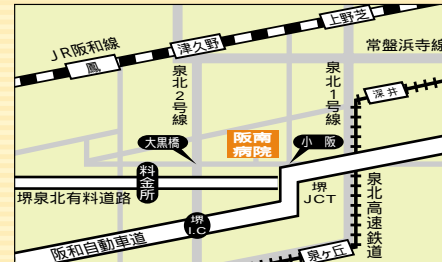 上野芝
JR阪和線
津久野
常盤浜寺線
鳳
泉北2号線
泉北1号線
深井
大黒橋
阪南
病院
小阪
料金所
堺泉北有料道路
堺
JCT
泉北高速鉄道
堺
I.C
阪和自動車道
泉ヶ丘